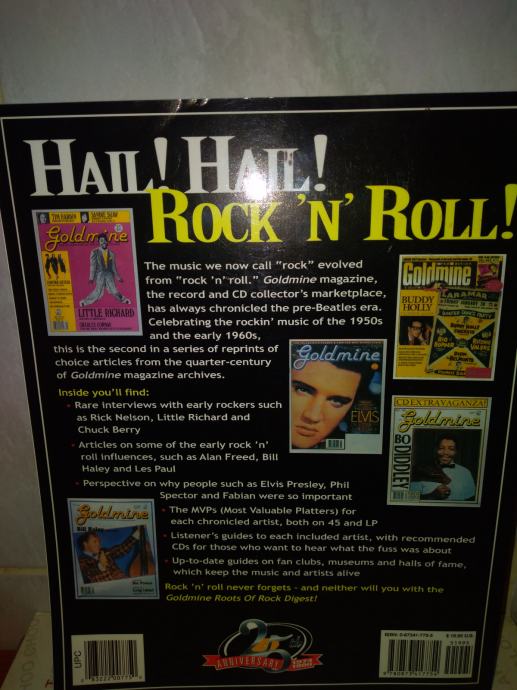 HAIL! HAIL!
ROCK 'N' ROLL!
The music we now call "rock" evolved
from "rock 'n' roll." Goldmine magazine,
the record and CD collector's marketplace,
has always chronicled the pre-Beatles era.
Celebrating the rockin' music of the 1950s
and the early 1960s,
this is the second in a series of reprints of
choice articles from the quarter-century
of Goldmine magazine archives.
Inside you'll find:
• Rare interviews with early rockers such
as Rick Nelson, Little Richard and
Chuck Berry
• Articles on some of the early rock 'n'
roll influences, such as Alan Freed, Bill
Haley and Les Paul
• Perspective on why people such as Elvis Presley, Phil
Spector and Fabian were so important
• The MVPs (Most Valuable Platters) for
each chronicled artist, both on 45 and LP
• Listener's guides to each included artist, with recommended
CDs for those who want to hear what the fuss was about
• Up-to-date guides on fan clubs, museums and halls of fame,
which keep the music and artists alive
Rock 'n' roll never forgets - and neither will you with the
Goldmine Roots Of Rock Digest!
Goldmine
LITTLE RICHARD
Goldmine
BUDDY
HOLLY
LARAMAR
Goldmine
ELVIS
CD EXTRAVAGANZA!
Goldmine
BO DIDDLEY
Goldmine
Bill Haley
UPC
25
ANNIVERSARY